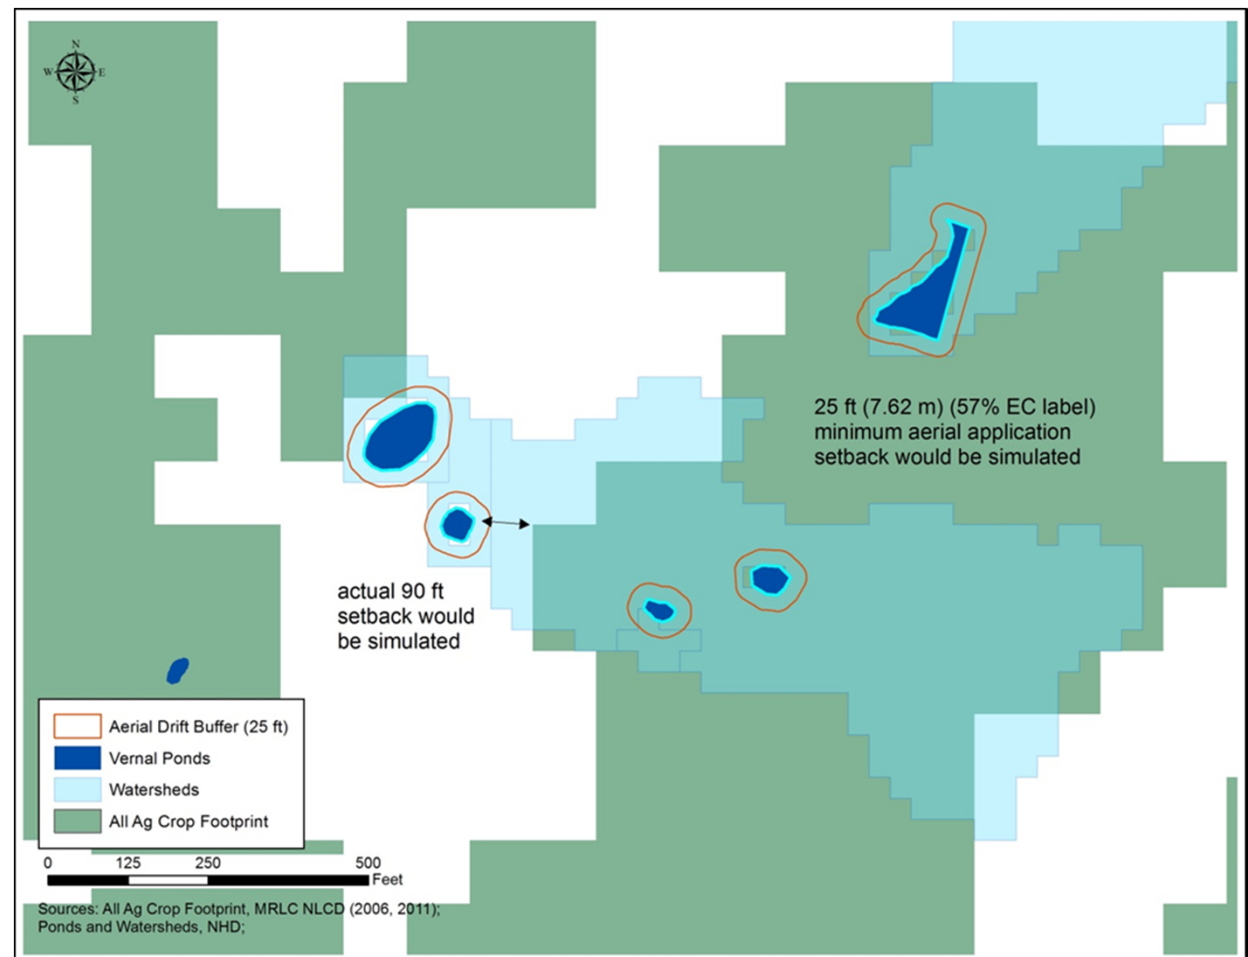 N
W E
S
25 ft (7.62 m) (57% EC label)
minimum aerial application
setback would be simulated
actual 90 ft
setback would
be simulated
Aerial Drift Buffer (25 ft)
Vernal Ponds
Watersheds
All Ag Crop Footprint
0 125 250 500
Feet
Sources: All Ag Crop Footprint, MRLC NLCD (2006, 2011);
Ponds and Watersheds, NHD;